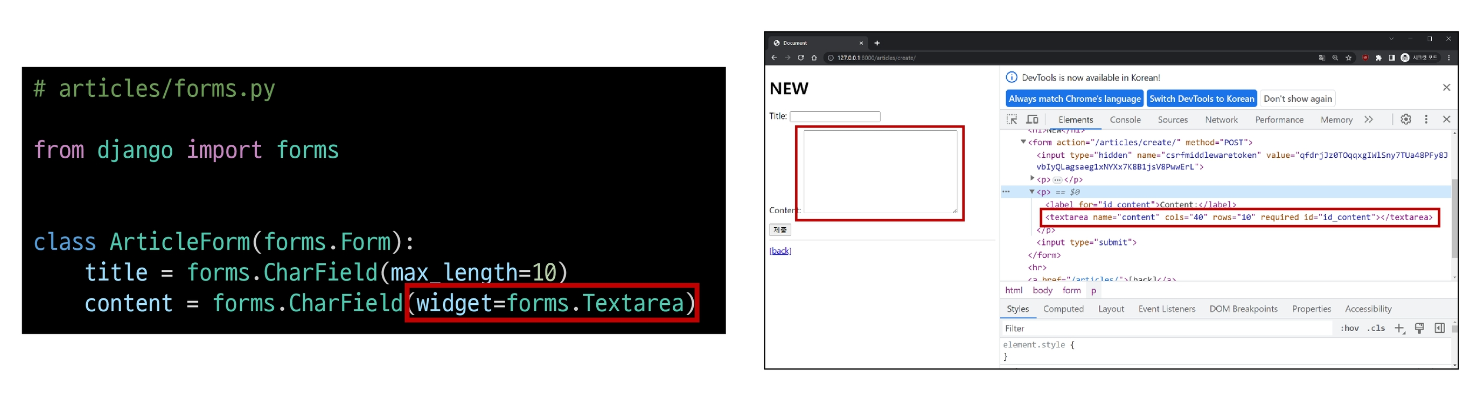 # articles/forms.py
from django import forms
class ArticleForm(forms.Form):
title = forms.CharField(max_length=10)
content = forms.CharField(widget=forms.Textarea)
Document
127.0.0.1:8000/articles/create/
NEW
Title:
Content:
제출
[back]
DevTools is now available in Korean!
Always match Chrome's language
Switch DevTools to Korean
Don't show again
Elements Console Sources Network Performance Memory
<h1>NEW</h1>
<form action="/articles/create/" method="POST">
<input type="hidden" name="csrfmiddlewaretoken" value=
<p>…</p>
<p> == $0
<label for="id_content">Content:</label>
<textarea name="content" cols="40" rows="10" required id="id_content"></textarea>
</p>
<input type="submit">
</form>
<hr>
<a href="/articles/">[back]</a>
html body form p
Styles Computed Layout Event Listeners DOM Breakpoints Properties Accessibility
Filter
:hov .cls
element.style {
}